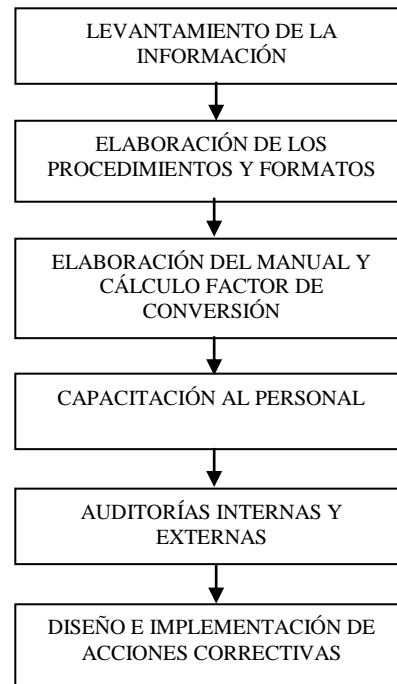 LEVANTAMIENTO DE LA
INFORMACIÓN
ELABORACIÓN DE LOS
PROCEDIMIENTOS Y FORMATOS
ELABORACIÓN DEL MANUAL Y
CÁLCULO FACTOR DE
CONVERSIÓN
CAPACITACIÓN AL PERSONAL
AUDITORÍAS INTERNAS Y
EXTERNAS
DISEÑO E IMPLEMENTACIÓN DE
ACCIONES CORRECTIVAS